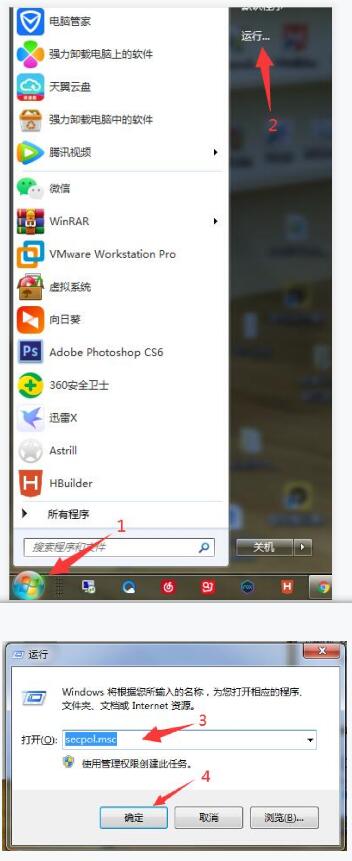 电脑管家
强力卸载电脑上的软件
天翼云盘
强力卸载电脑中的软件
腾讯视频
微信
WinRAR
VMware Workstation Pro
虚拟系统
向日葵
Ps
Adobe Photoshop CS6
360安全卫士
迅雷X
Astrill
HBuilder
所有程序
搜索程序和文件
默认程序
运行...
2
1
关机
运行
Windows 将根据您所输入的名称，为您打开相应的程序、
文件夹、文档或 Internet 资源。
3
打开(O):
secpol.msc
使用管理权限创建此任务。
4
确定
取消
浏览(B)...